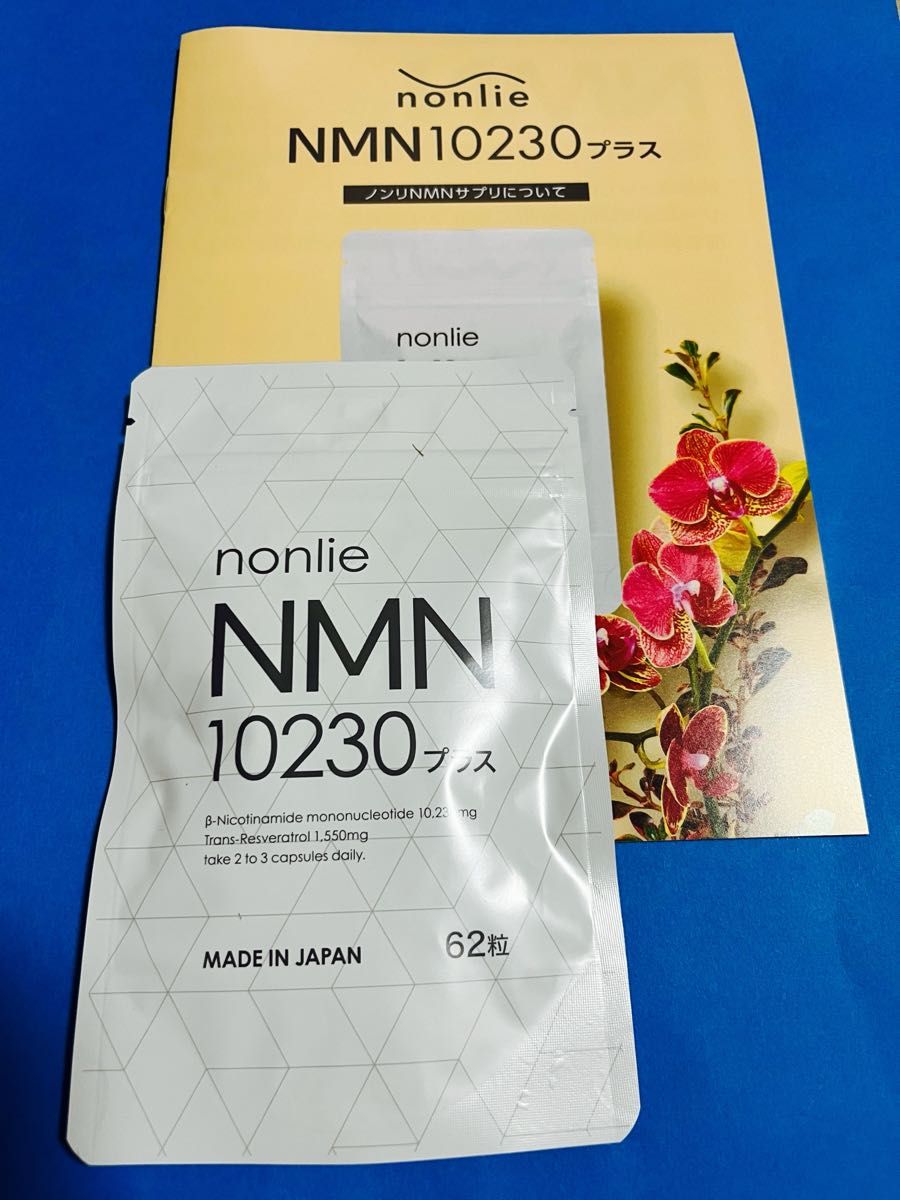 nonlie
NMN10230プラス
ノンリNMNサプリについて
nonlie
nonlie
NMN
10230プラス
β-Nicotinamide mononucleotide
Trans-Resveratrol 1,550mg
take 2 to 3 capsules daily.
MADE IN JAPAN 62粒